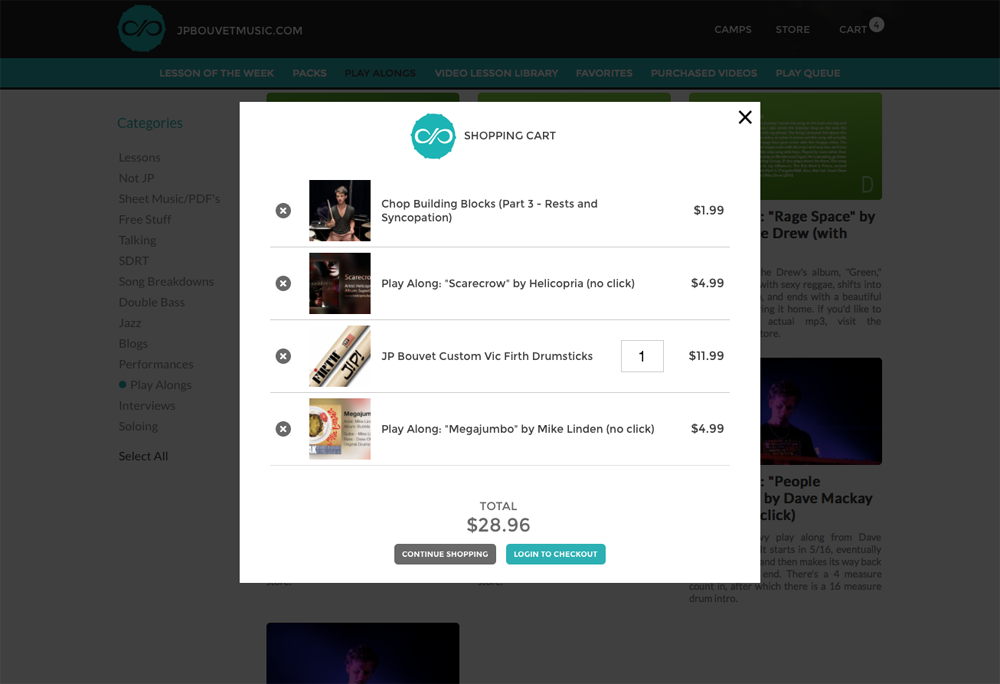 JPBOUVETMUSIC.COM
CAMPS STORE CART 4
LESSON OF THE WEEK PACKS PLAY ALONGS VIDEO LESSON LIBRARY FAVORITES PURCHASED VIDEOS PLAY QUEUE
Categories
Lessons
Not JP
Sheet Music/PDF's
Free Stuff
Talking
SDRT
Song Breakdowns
Double Bass
Jazz
Blogs
Performances
Play Alongs
Interviews
Soloing
Select All
SHOPPING CART
Chop Building Blocks (Part 3 - Rests and
Syncopation)
$1.99
Scarecrow
Play Along: "Scarecrow" by Helicopria (no click)
$4.99
FIRTH
JP!
JP Bouvet Custom Vic Firth Drumsticks
1
$11.99
Megajumbo
Play Along: "Megajumbo" by Mike Linden (no click)
$4.99
TOTAL
$28.96
CONTINUE SHOPPING
LOGIN TO CHECKOUT
D
: "Rage Space" by
e Drew (with
he Drew's album, "Green,"
with sexy reggae, shifts into
, and ends with a beautiful
ring it home. If you'd like to
actual mp3, visit the
tore.
: "People
by Dave Mackay
click)
vy play along from Dave
It starts in 5/16, eventually
and then makes its way back
end. There's a 4 measure
count in, after which there is a 16 measure
drum intro.